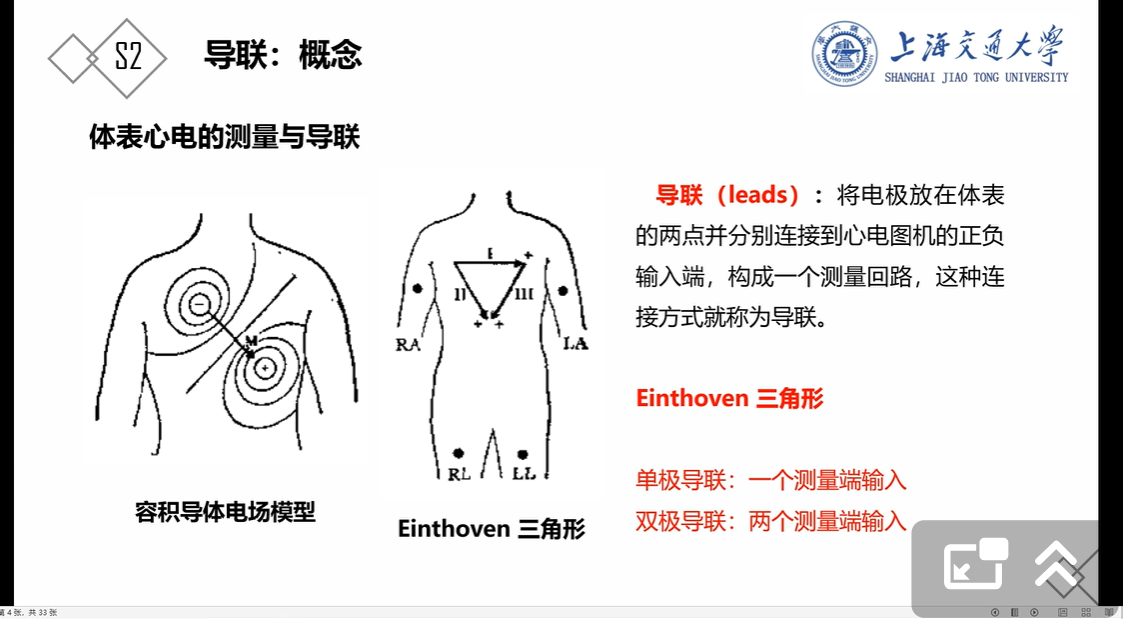 S2
导联：概念
上海交通大学
SHANGHAI JIAO TONG UNIVERSITY
体表心电的测量与导联
导联（leads）：将电极放在体表
的两点并分别连接到心电图机的正负
输入端，构成一个测量回路，这种连
接方式就称为导联。
Einthoven 三角形
单极导联：一个测量端输入
双极导联：两个测量端输入
−
M
+
容积导体电场模型
I
+
II
III
+
+
RA
LA
RL
LL
Einthoven 三角形
第 4 张，共 33 张